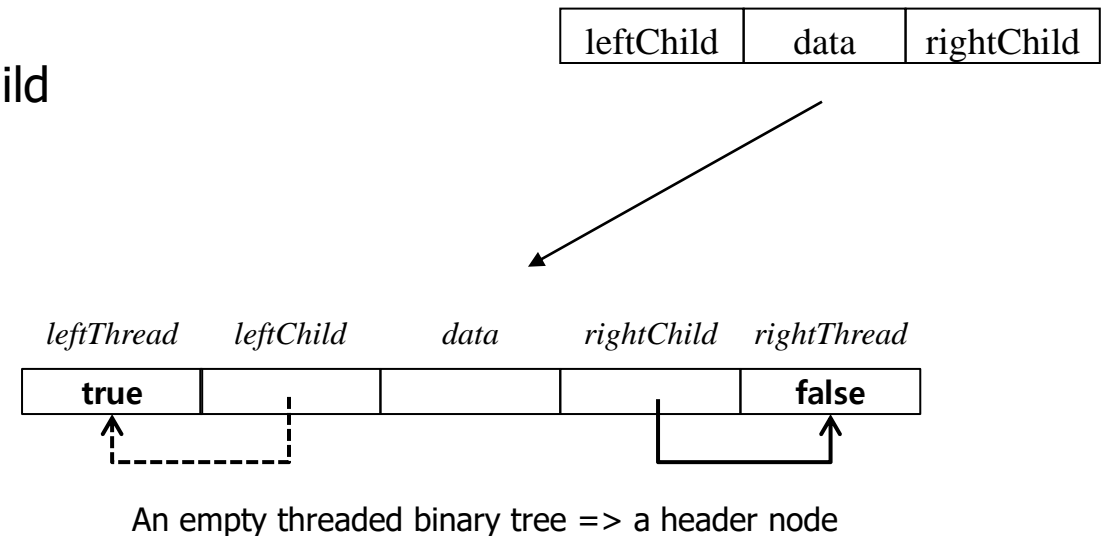 leftChild data rightChild
ild
leftThread leftChild data rightChild rightThread
true false
An empty threaded binary tree => a header node